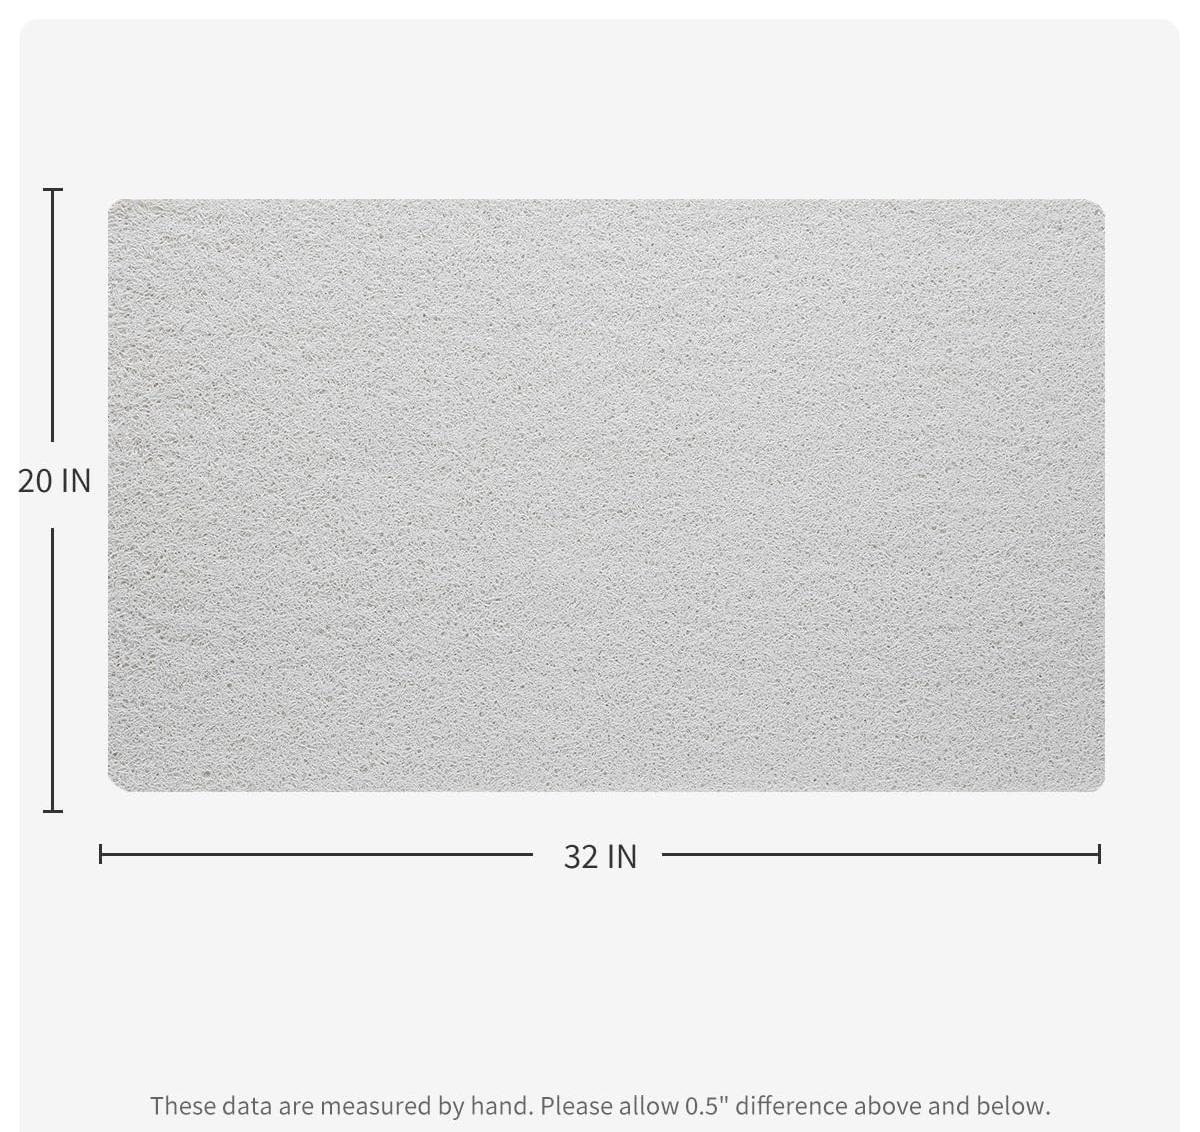 20 IN
32 IN
These data are measured by hand. Please allow 0.5" difference above and below.